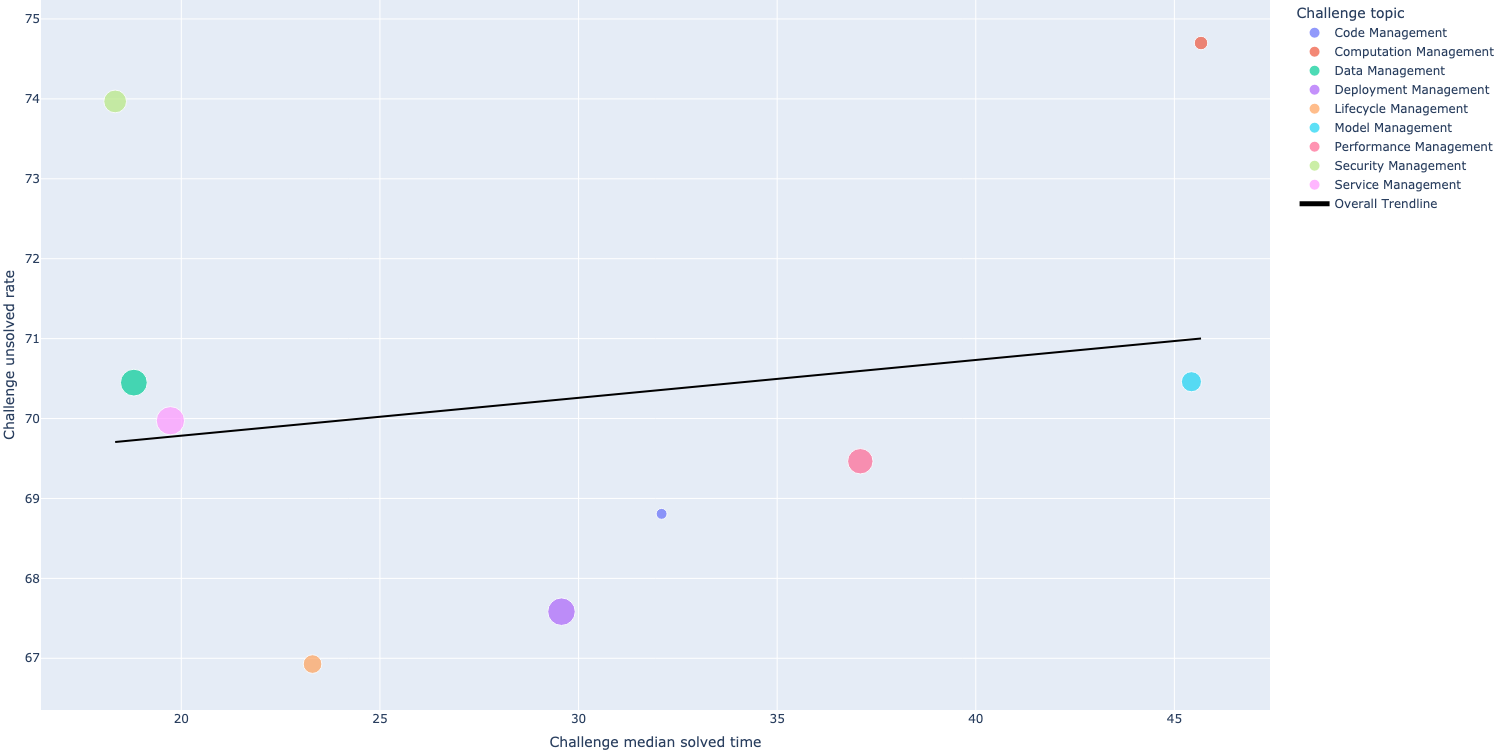 75
74
73
72
71
70
69
68
67
Challenge unsolved rate
20 25 30 35 40 45
Challenge median solved time
Challenge topic
Code Management
Computation Management
Data Management
Deployment Management
Lifecycle Management
Model Management
Performance Management
Security Management
Service Management
Overall Trendline